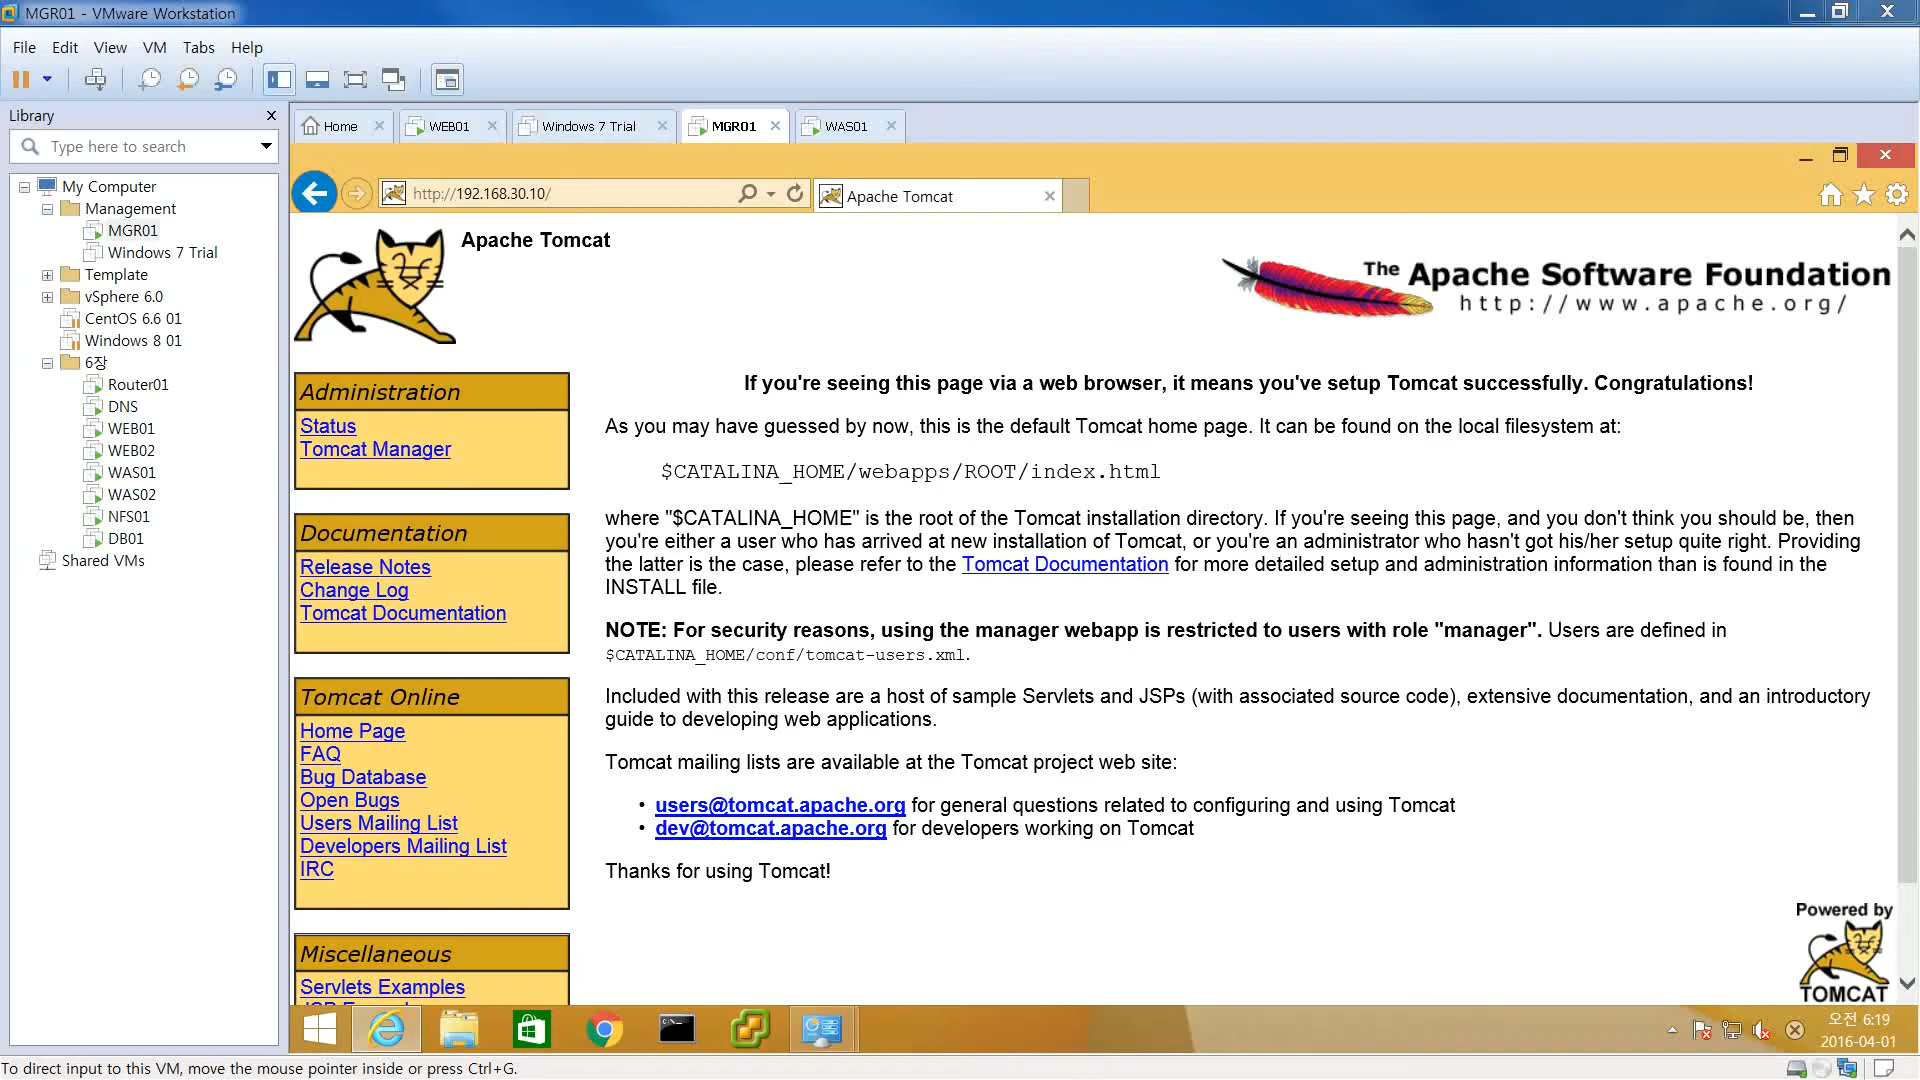 MGR01 - VMware Workstation
File Edit View VM Tabs Help
Library
Type here to search
My Computer
Management
MGR01
Windows 7 Trial
Template
vSphere 6.0
CentOS 6.6 01
Windows 8 01
6장
Router01
DNS
WEB01
WEB02
WAS01
WAS02
NFS01
DB01
Shared VMs
Home WEB01 Windows 7 Trial MGR01 WAS01
http://192.168.30.10/
Apache Tomcat
Apache Tomcat
The Apache Software Foundation
http://www.apache.org/
Administration
Status
Tomcat Manager
Documentation
Release Notes
Change Log
Tomcat Documentation
Tomcat Online
Home Page
FAQ
Bug Database
Open Bugs
Users Mailing List
Developers Mailing List
IRC
Miscellaneous
Servlets Examples
If you're seeing this page via a web browser, it means you've setup Tomcat successfully. Congratulations!
As you may have guessed by now, this is the default Tomcat home page. It can be found on the local filesystem at:
$CATALINA_HOME/webapps/ROOT/index.html
where "$CATALINA_HOME" is the root of the Tomcat installation directory. If you're seeing this page, and you don't think you should be, then
you're either a user who has arrived at new installation of Tomcat, or you're an administrator who hasn't got his/her setup quite right. Providing
the latter is the case, please refer to the Tomcat Documentation for more detailed setup and administration information than is found in the
INSTALL file.
NOTE: For security reasons, using the manager webapp is restricted to users with role "manager". Users are defined in
$CATALINA_HOME/conf/tomcat-users.xml.
Included with this release are a host of sample Servlets and JSPs (with associated source code), extensive documentation, and an introductory
guide to developing web applications.
Tomcat mailing lists are available at the Tomcat project web site:
• users@tomcat.apache.org for general questions related to configuring and using Tomcat
• dev@tomcat.apache.org for developers working on Tomcat
Thanks for using Tomcat!
Powered by
TOMCAT
오전 6:19
2016-04-01
To direct input to this VM, move the mouse pointer inside or press Ctrl+G.